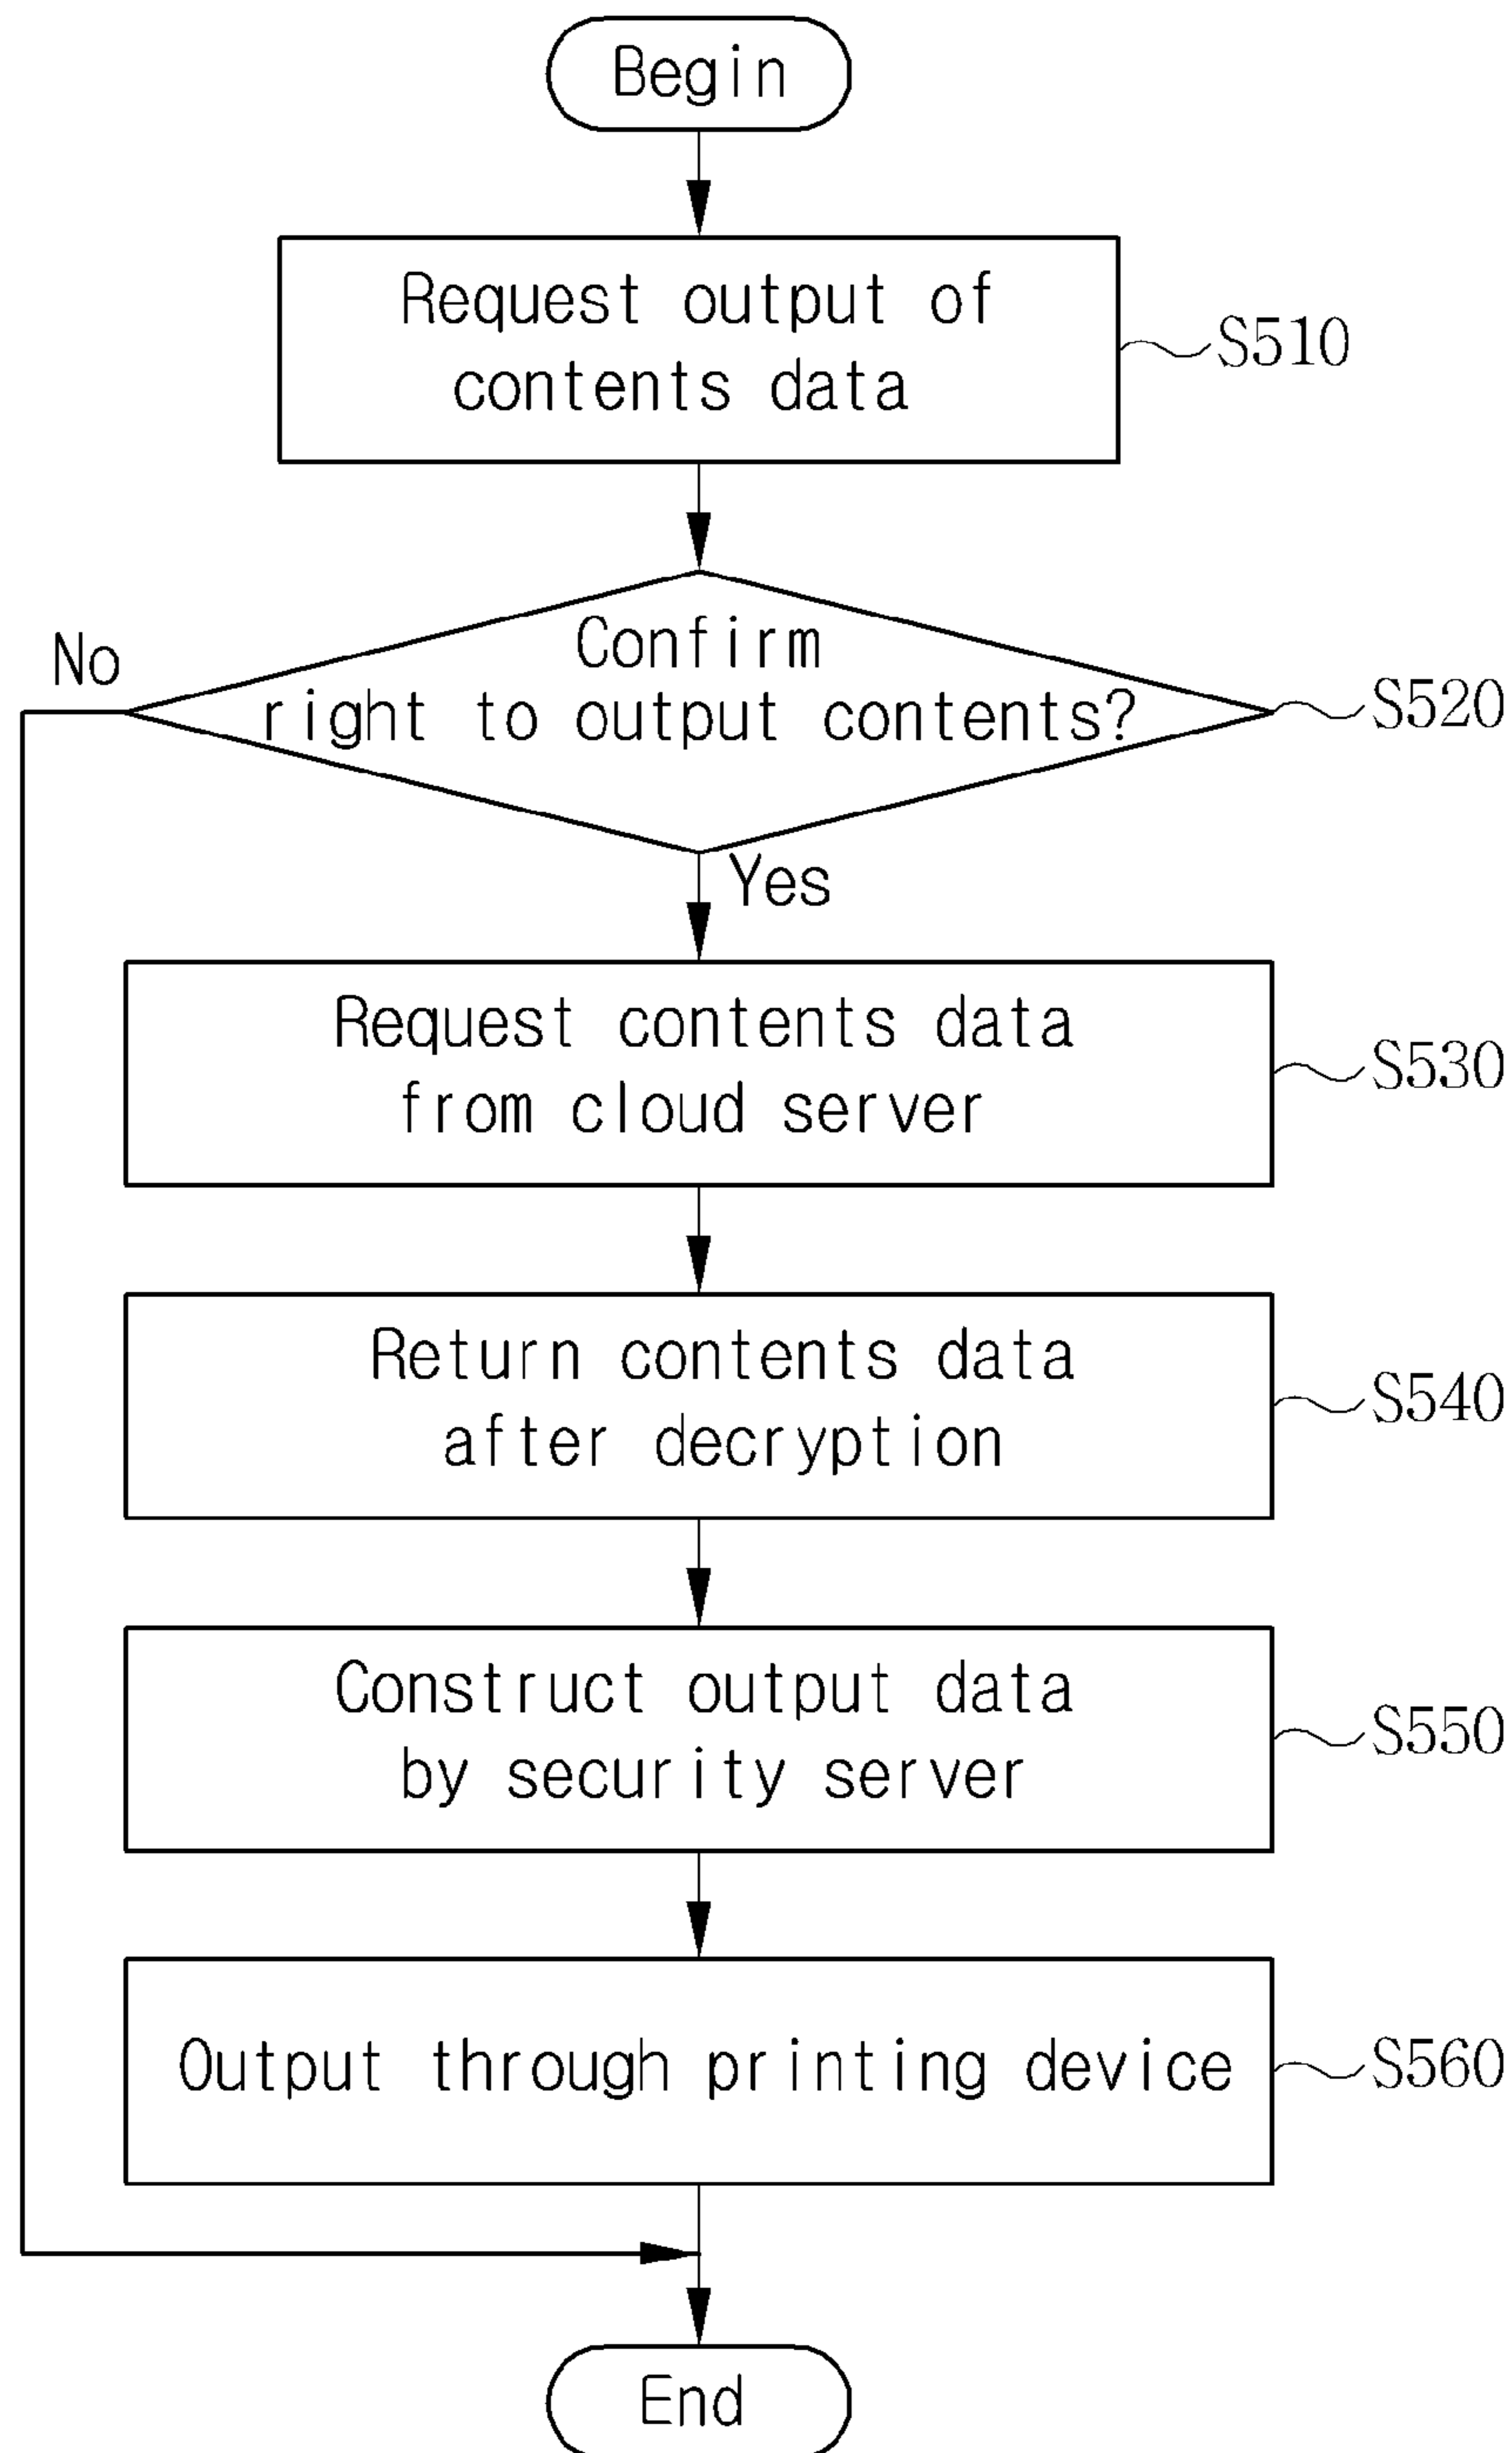 Begin
Request output of
contents data
S510
Confirm
right to output contents?
S520
No
Yes
Request contents data
from cloud server
S530
Return contents data
after decryption
S540
Construct output data
by security server
S550
Output through printing device
S560
End